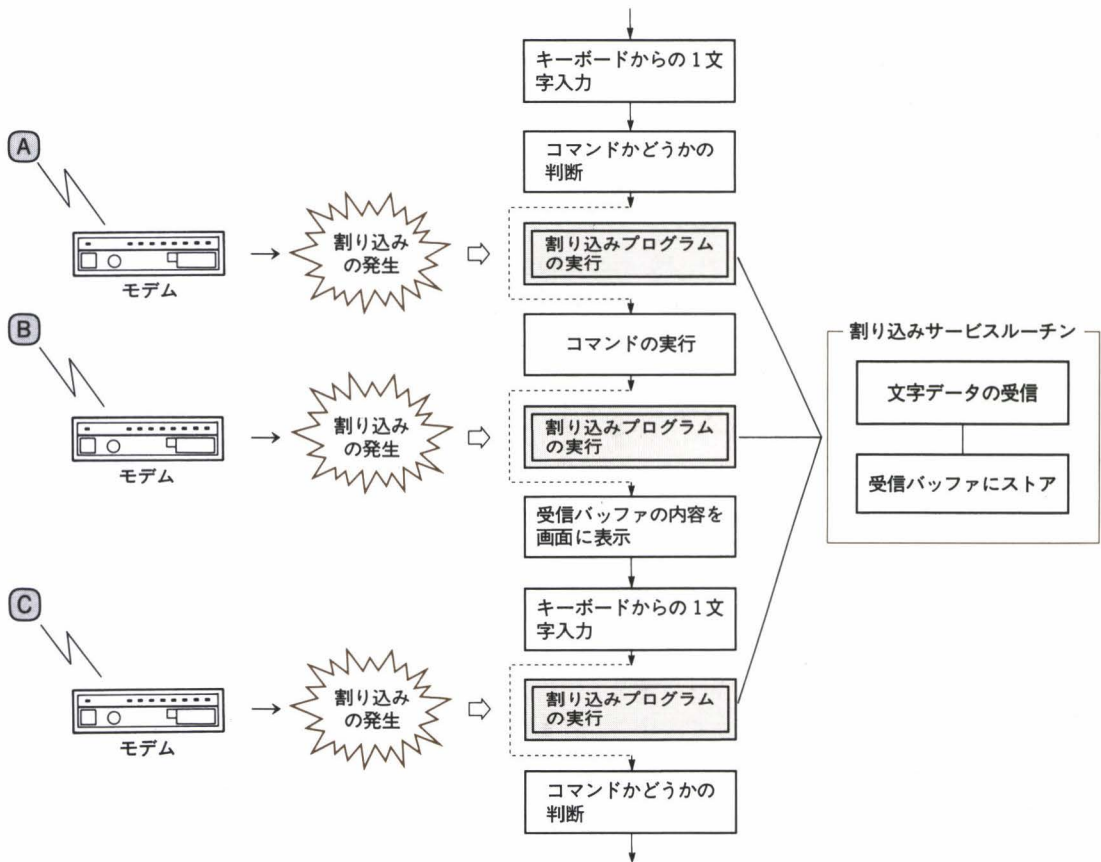 キーボードからの1文
字入力
コマンドかどうかの
判断
A
割り込み
の発生
割り込みプログラム
の実行
モデム
B
コマンドの実行
割り込みサービスルーチン
文字データの受信
割り込み
の発生
割り込みプログラム
の実行
モデム
受信バッファにストア
受信バッファの内容を
画面に表示
C
キーボードからの1文
字入力
割り込み
の発生
割り込みプログラム
の実行
モデム
コマンドかどうかの
判断